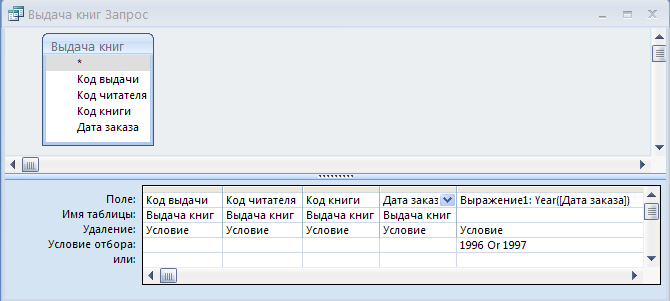 Выдача книг Запрос
Выдача книг
*
Код выдачи
Код читателя
Код книги
Дата заказа
Поле: Код выдачи Код читателя Код книги Дата заказ Выражение1: Year([Дата заказа])
Имя таблицы: Выдача книг Выдача книг Выдача книг Выдача книг
Удаление: Условие Условие Условие Условие Условие
Условие отбора: 1996 Or 1997
или: